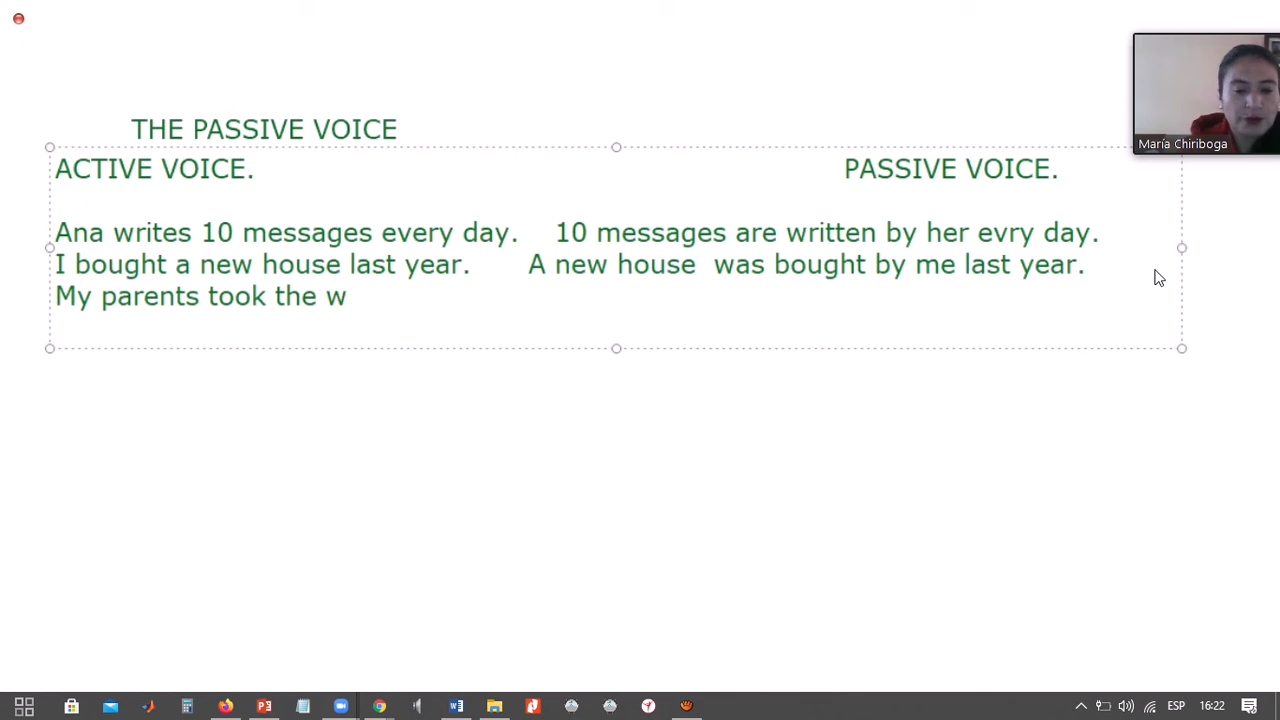 THE PASSIVE VOICE
María Chiriboga
ACTIVE VOICE. PASSIVE VOICE.
Ana writes 10 messages every day. 10 messages are written by her evry day.
I bought a new house last year. A new house was bought by me last year.
My parents took the w
ESP 16:22